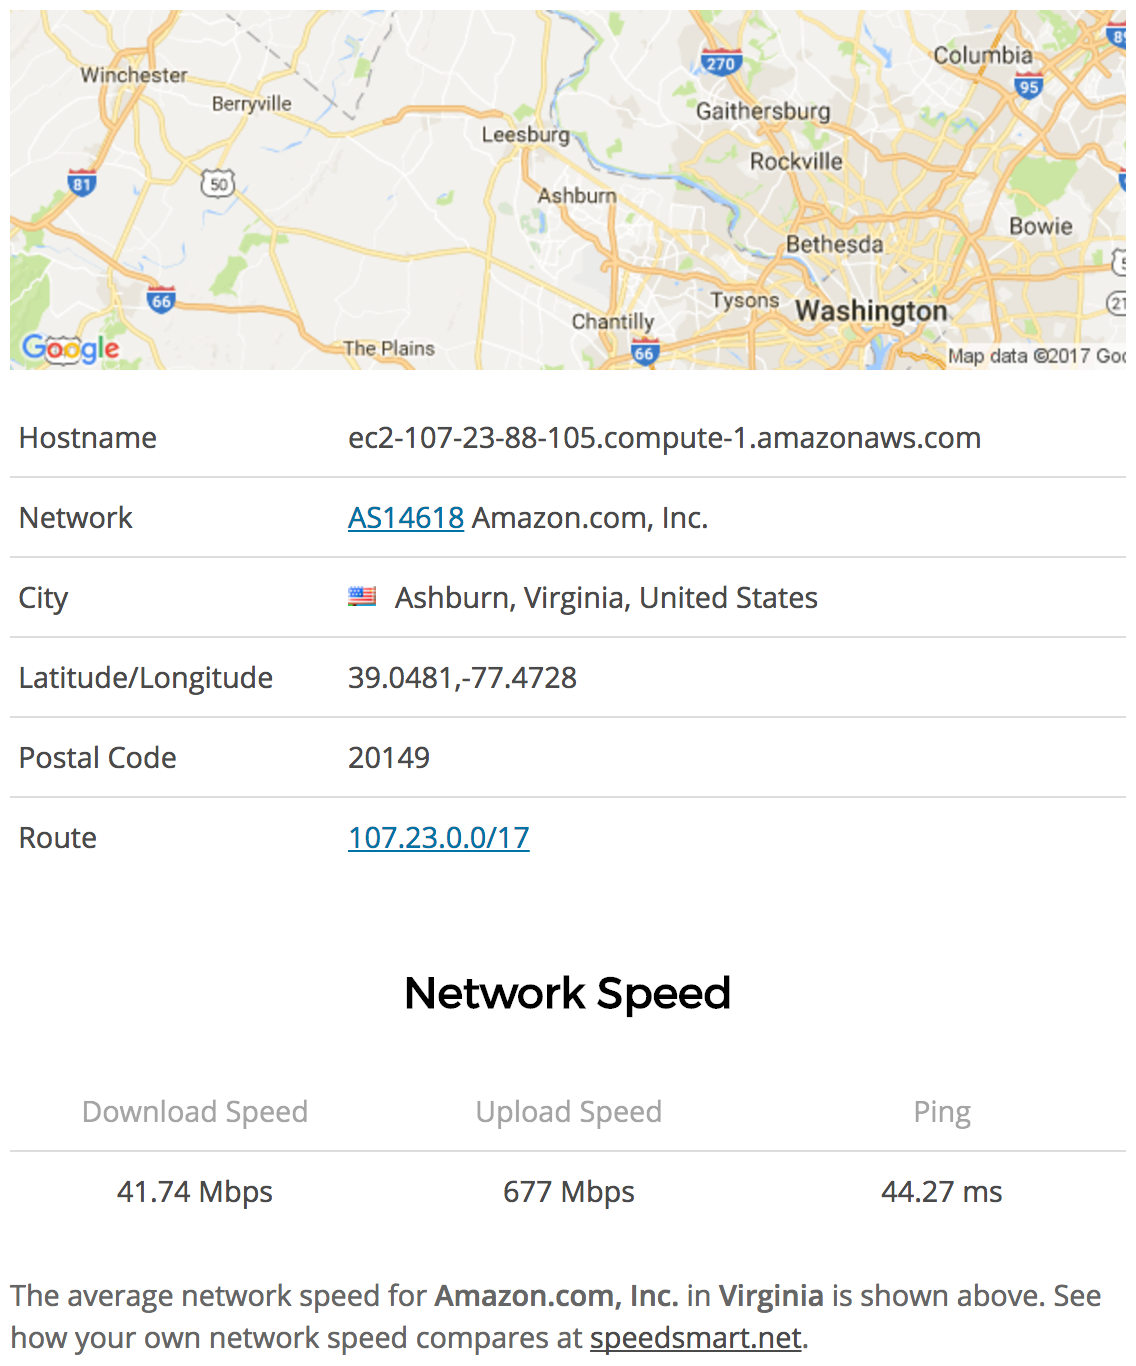 Winchester
Berryville
Leesburg
Ashburn
Gaithersburg
Rockville
Columbia
Bowie
Bethesda
Tysons
Washington
Chantilly
The Plains
270
95
81
50
66
66
Google
Map data ©2017 Goo
Hostname ec2-107-23-88-105.compute-1.amazonaws.com
Network AS14618 Amazon.com, Inc.
City Ashburn, Virginia, United States
Latitude/Longitude 39.0481,-77.4728
Postal Code 20149
Route 107.23.0.0/17
Network Speed
Download Speed Upload Speed Ping
41.74 Mbps 677 Mbps 44.27 ms
The average network speed for Amazon.com, Inc. in Virginia is shown above. See
how your own network speed compares at speedsmart.net.